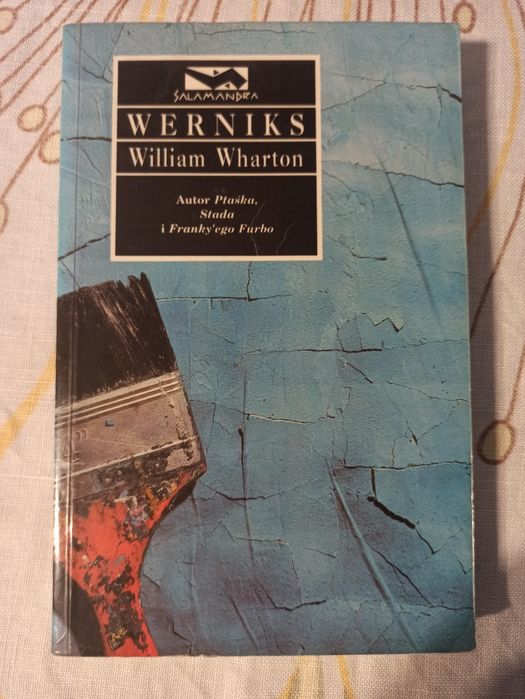 SALAMANDRA
WERNIKS
William Wharton
Autor Ptaśka,
Stada
i Franky'ego Furbo